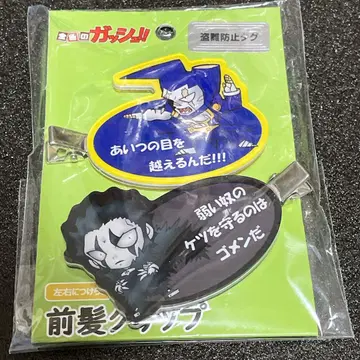 金色のガッシュ!!
盗難防止タグ
あいつの目を
越えるんだ!!!
弱い奴の
ケツを守るのは
ゴメンだ
左右につけら
前髪クリップ